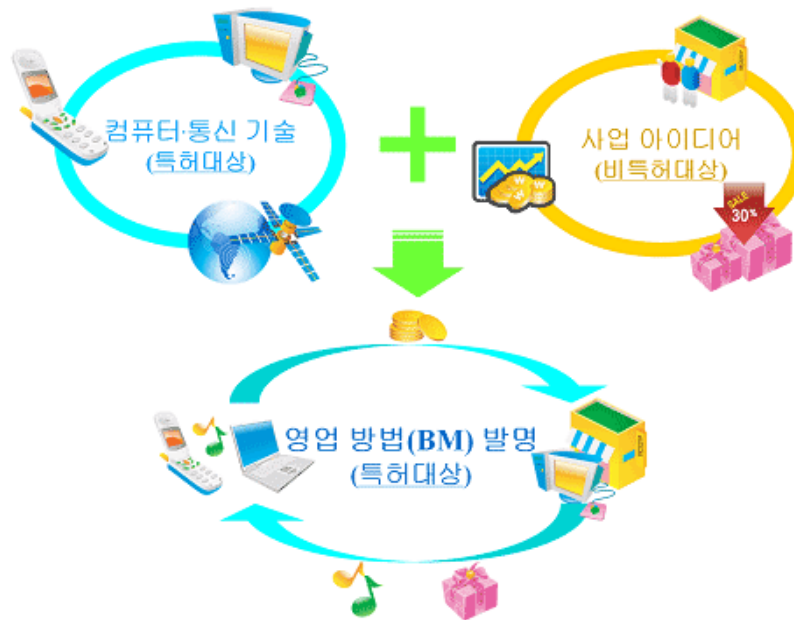 컴퓨터·통신 기술
(특허대상)
사업 아이디어
(비특허대상)
SALE
30%
영업 방법(BM) 발명
(특허대상)